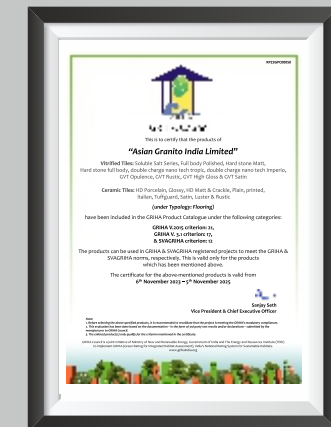 This is to certify that the products of
“Asian Granito India Limited”
Vitrified Tiles: Soluble Salt Series, Full body Polished, Hard stone Matt,
Hard stone full body, double charge nano tech tropic, double charge nano tech Imperio,
GVT Opulence, GVT Rustic, GVT High Gloss & GVT Satin
Ceramic Tiles: HD Porcelain, Glossy, HD Matt & Crackle, Plain, printed,
Italian, Tuffguard, Satin, Luster & Rustic
(under Typology: Flooring)
have been included in the GRIHA Product Catalogue under the following categories:
GRIHA V.2015 criterion: 21,
GRIHA V. 3.1 criterion: 17,
& SVAGRIHA criterion: 12
The products can be used in GRIHA & SVAGRIHA registered projects to meet the GRIHA &
SVAGRIHA norms, respectively. This is valid only for the products
which has been mentioned above.
The certificate for the above-mentioned products is valid from
6th November 2023 – 5th November 2025
Sanjay Seth
Vice President & Chief Executive Officer
Note:
www.grihaindia.org